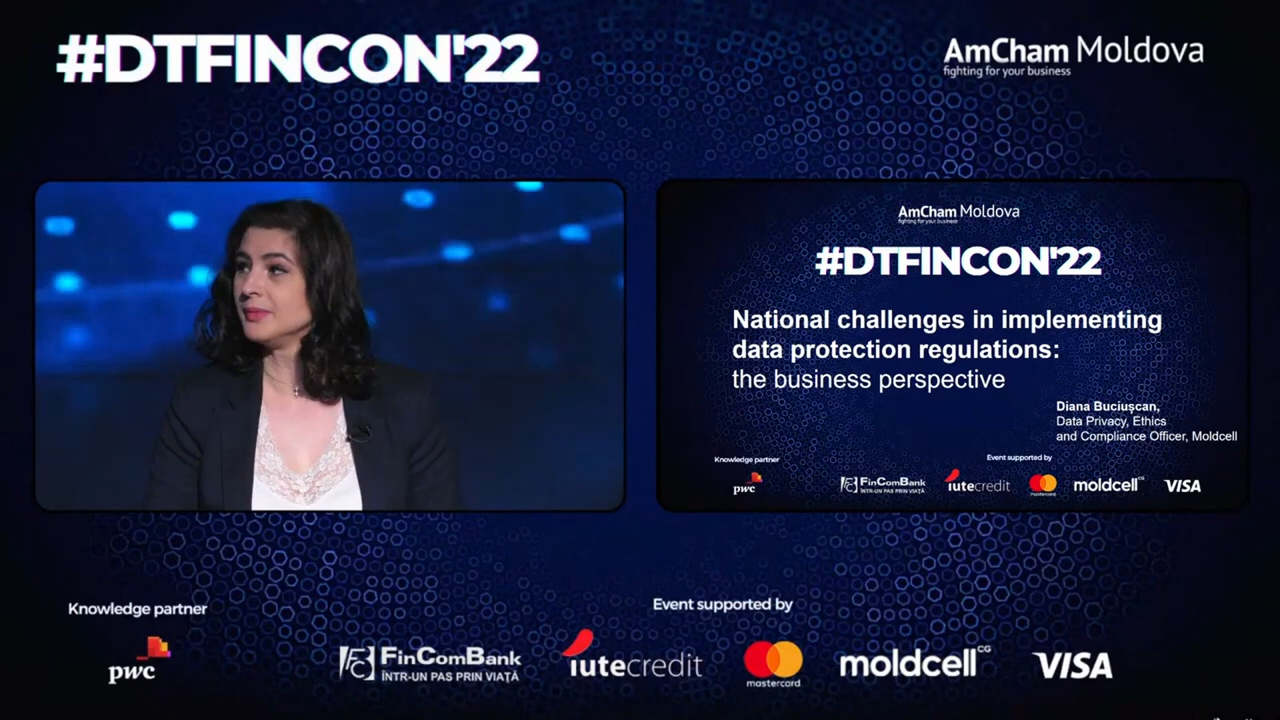 #DTFINCON'22
AmCham Moldova
fighting for your business
AmCham Moldova
fighting for your business
#DTFINCON'22
National challenges in implementing
data protection regulations:
the business perspective
Diana Buciușcan,
Data Privacy, Ethics
and Compliance Officer, Moldcell
Knowledge partner
Event supported by
pwc
FinComBank
ÎNTR-UN PAS PRIN VIAȚĂ
iutecredit
mastercard
moldcell CG
VISA
Knowledge partner
Event supported by
pwc
FinComBank
ÎNTR-UN PAS PRIN VIAȚĂ
iutecredit
mastercard
moldcell CG
VISA